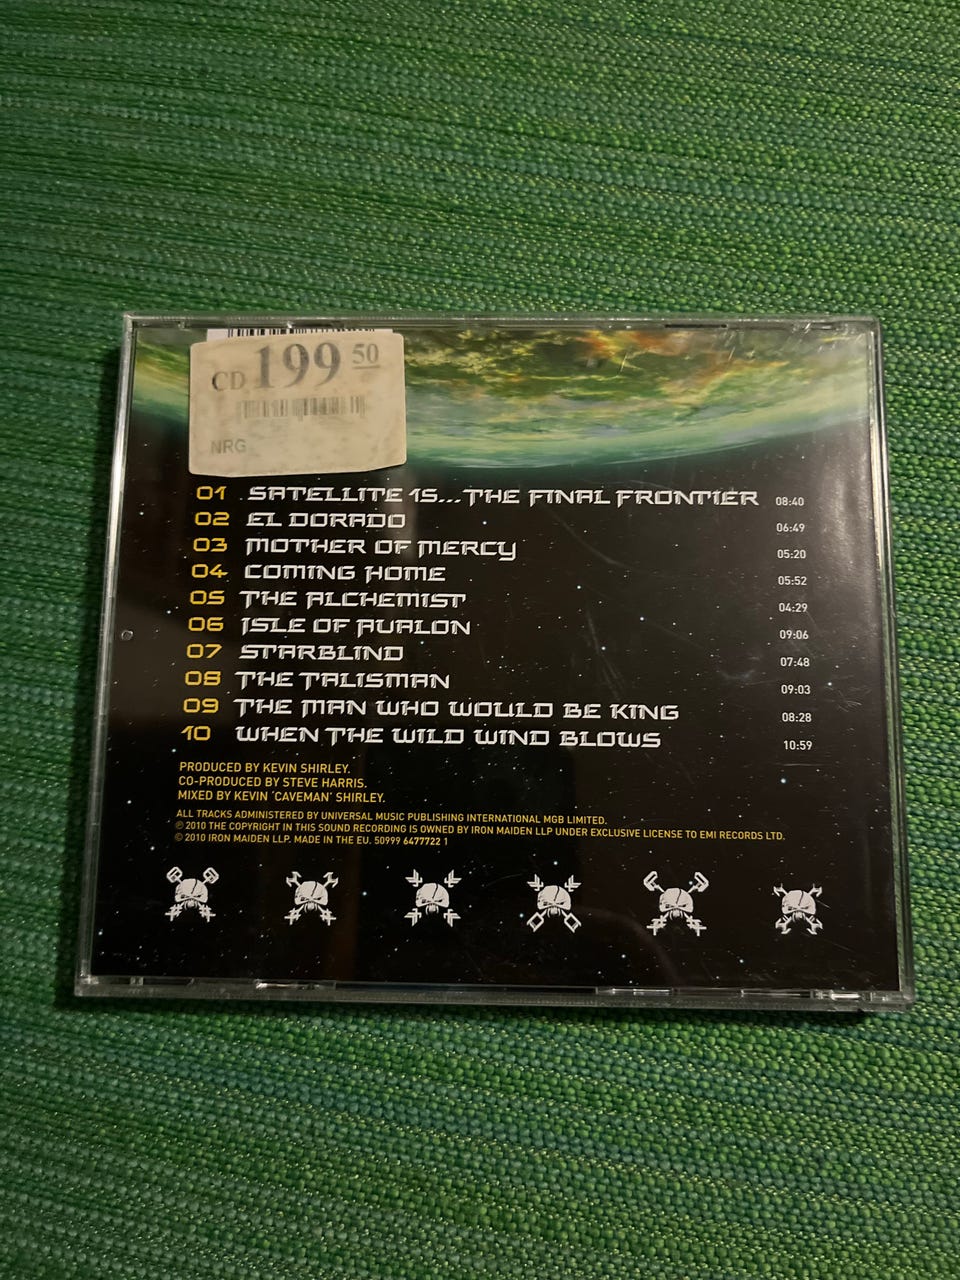 CD 199 50
NRG
01 SATELLITE 15...THE FINAL FRONTIER 08:40
02 EL DORADO 06:49
03 MOTHER OF MERCY 05:20
04 COMING HOME 05:52
05 THE ALCHEMIST 04:29
06 ISLE OF AVALON 09:06
07 STARBLIND 07:48
08 THE TALISMAN 09:03
09 THE MAN WHO WOULD BE KING 08:28
10 WHEN THE WILD WIND BLOWS 10:59
PRODUCED BY KEVIN SHIRLEY.
CO-PRODUCED BY STEVE HARRIS.
MIXED BY KEVIN 'CAVEMAN' SHIRLEY.
ALL TRACKS ADMINISTERED BY UNIVERSAL MUSIC PUBLISHING INTERNATIONAL MGB LIMITED.
℗ 2010 THE COPYRIGHT IN THIS SOUND RECORDING IS OWNED BY IRON MAIDEN LLP UNDER EXCLUSIVE LICENSE TO EMI RECORDS LTD.
© 2010 IRON MAIDEN LLP. MADE IN THE EU. 50999 6477722 1